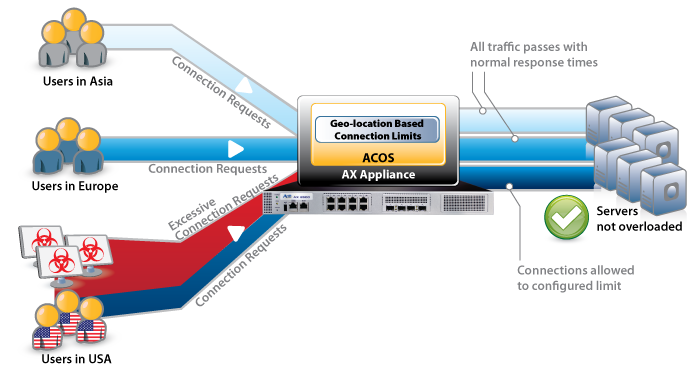 Users in Asia
Connection Requests
All traffic passes with
normal response times
Geo-location Based
Connection Limits
ACOS
AX Appliance
Users in Europe
Connection Requests
Excessive
Connection Requests
Connection Requests
Servers
not overloaded
Connections allowed
to configured limit
Users in USA